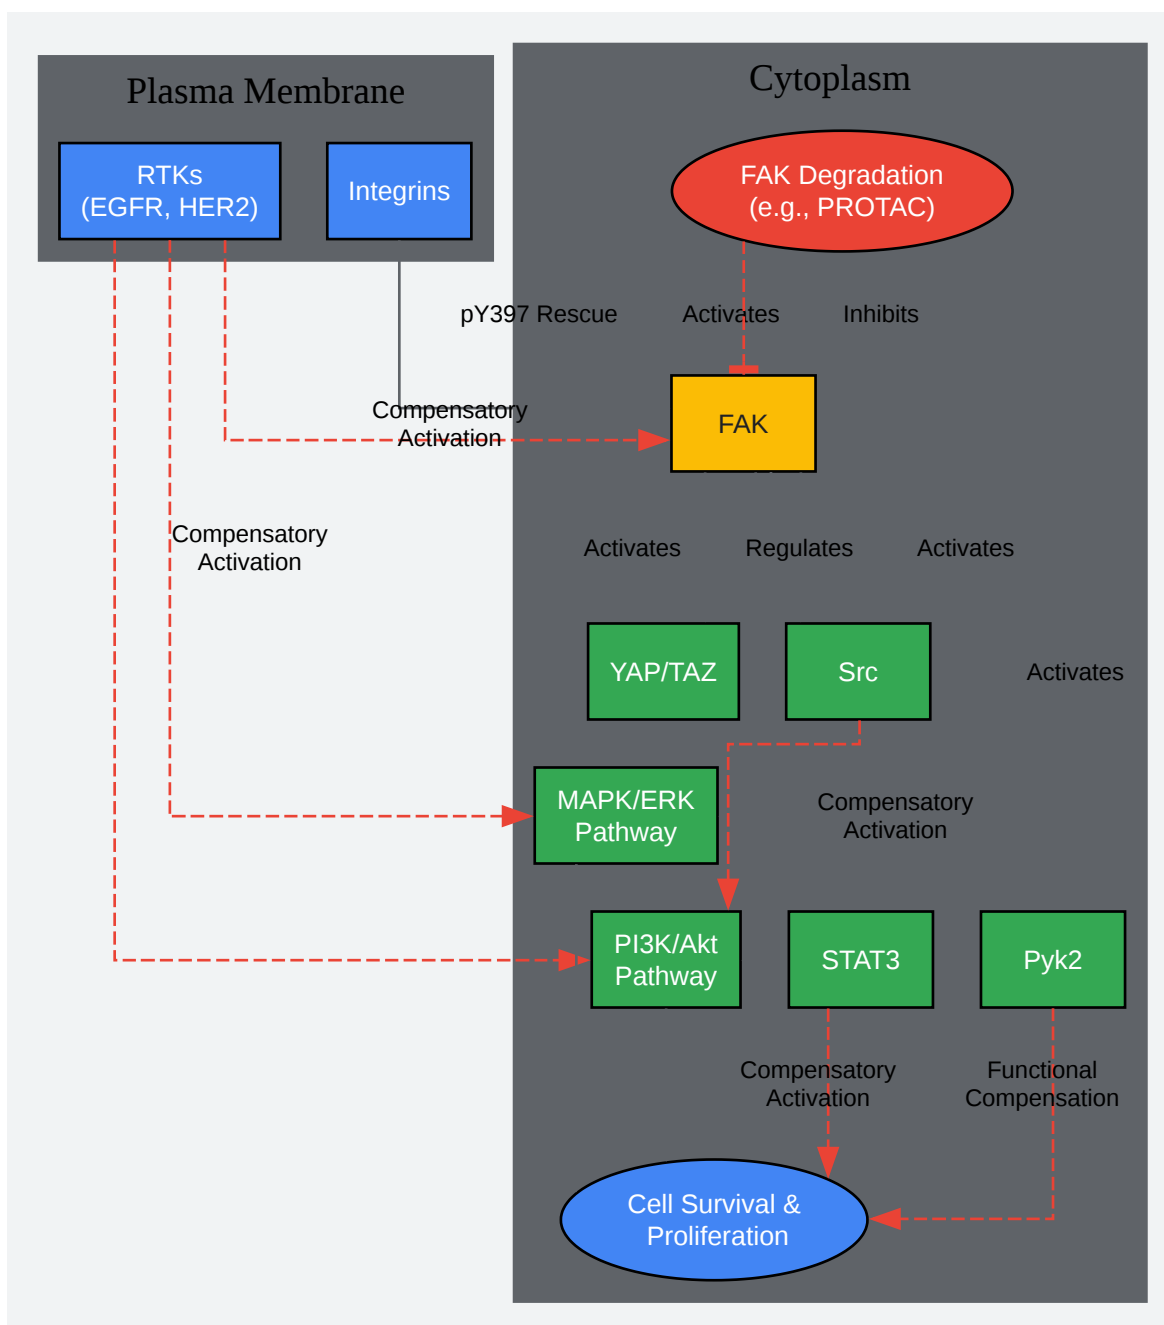 Plasma Membrane
Cytoplasm
RTKs
(EGFR, HER2)
Integrins
FAK Degradation
(e.g., PROTAC)
pY397 Rescue
Activates
Inhibits
Compensatory
Activation
FAK
Compensatory
Activation
Activates
Regulates
Activates
YAP/TAZ
Src
Activates
MAPK/ERK
Pathway
Compensatory
Activation
PI3K/Akt
Pathway
STAT3
Pyk2
Compensatory
Activation
Functional
Compensation
Cell Survival &
Proliferation